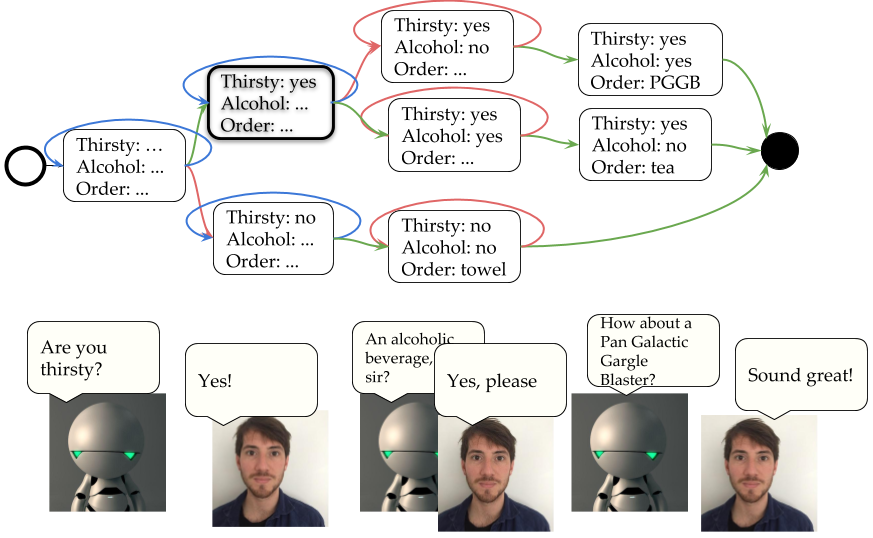 Thirsty: …
Alcohol: ...
Order: ...
Thirsty: yes
Alcohol: ...
Order: ...
Thirsty: no
Alcohol: ...
Order: ...
Thirsty: yes
Alcohol: no
Order: ...
Thirsty: yes
Alcohol: yes
Order: ...
Thirsty: no
Alcohol: no
Order: towel
Thirsty: yes
Alcohol: yes
Order: PGGB
Thirsty: yes
Alcohol: no
Order: tea
Are you
thirsty?
Yes!
An alcoholic
beverage,
sir?
Yes, please
How about a
Pan Galactic
Gargle
Blaster?
Sound great!